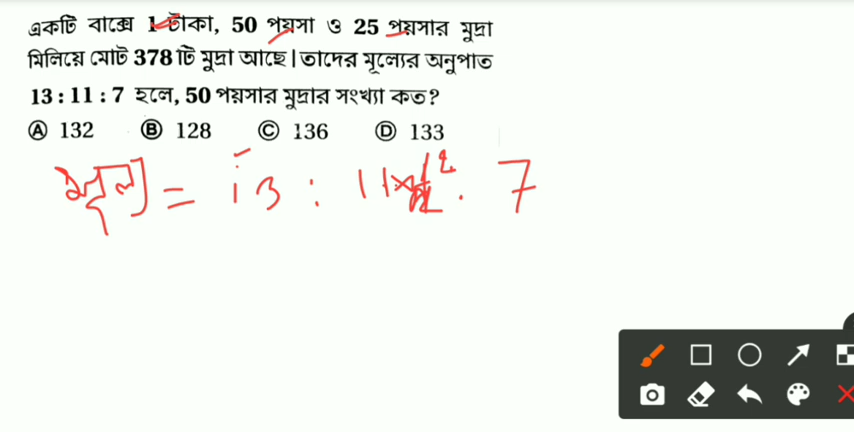 একটি বাক্সে 1 টাকা, 50 পয়সা ও 25 পয়সার মুদ্রা
মিলিয়ে মোট 378 টি মুদ্রা আছে। তাদের মূল্যের অনুপাত
13 : 11 : 7 হলে, 50 পয়সার মুদ্রার সংখ্যা কত?
Ⓐ 132 Ⓑ 128 Ⓒ 136 Ⓓ 133
মূল্য = 13 : 11×2 . 7